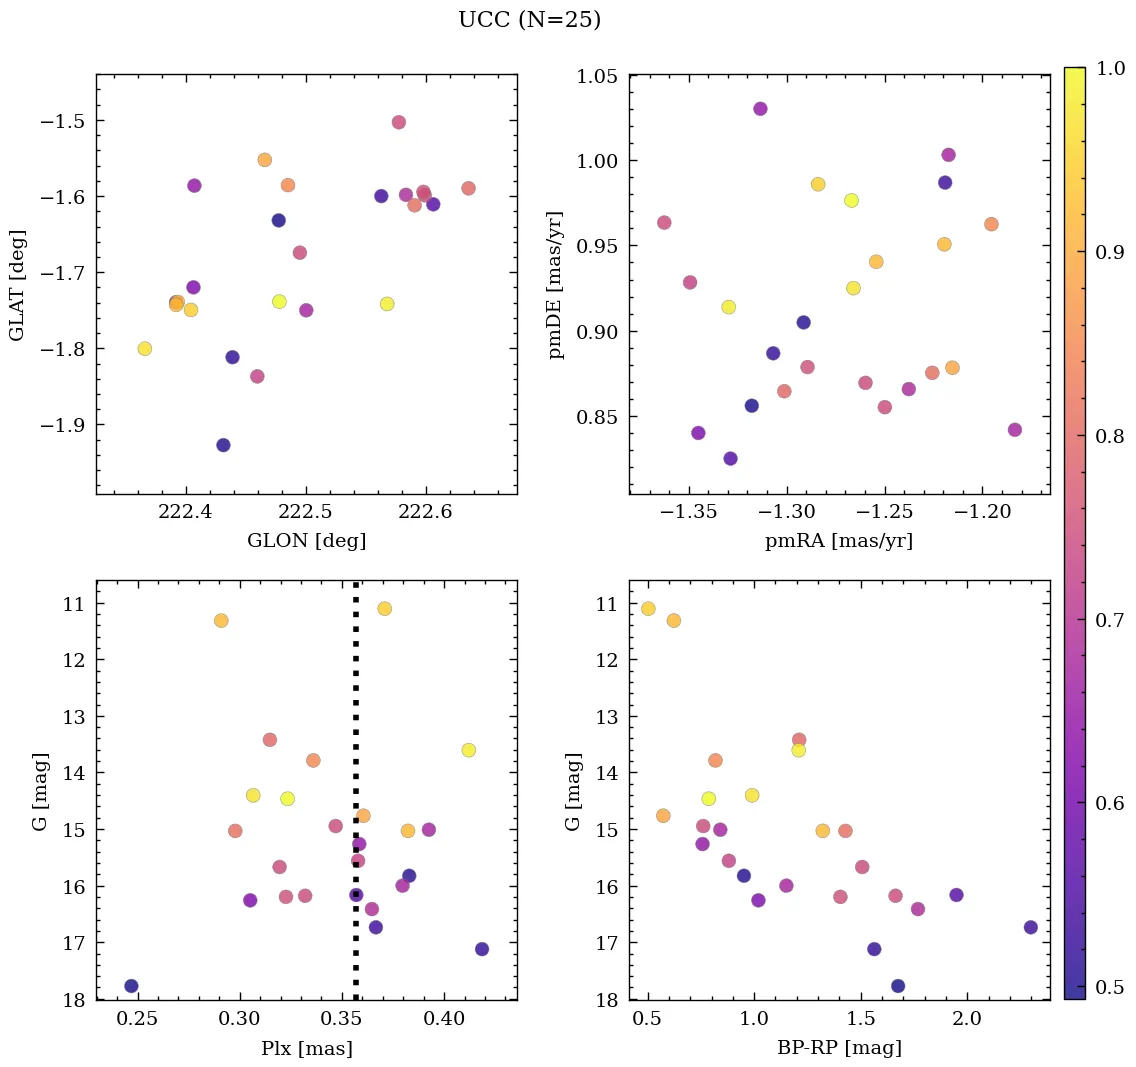 UCC (N=25)
−1.5
−1.6
−1.7
−1.8
−1.9
GLAT [deg]
222.4 222.5 222.6
GLON [deg]
1.05
1.00
0.95
0.90
0.85
pmDE [mas/yr]
−1.35 −1.30 −1.25 −1.20
pmRA [mas/yr]
11
12
13
14
15
16
17
18
G [mag]
0.25 0.30 0.35 0.40
Plx [mas]
11
12
13
14
15
16
17
18
G [mag]
0.5 1.0 1.5 2.0
BP-RP [mag]
1.0
0.9
0.8
0.7
0.6
0.5